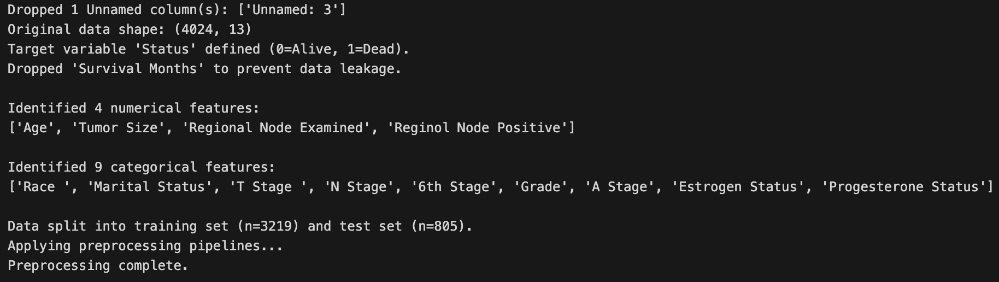 Dropped 1 Unnamed column(s): ['Unnamed: 3']
Original data shape: (4024, 13)
Target variable 'Status' defined (0=Alive, 1=Dead).
Dropped 'Survival Months' to prevent data leakage.
Identified 4 numerical features:
['Age', 'Tumor Size', 'Regional Node Examined', 'Reginol Node Positive']
Identified 9 categorical features:
['Race ', 'Marital Status', 'T Stage ', 'N Stage', '6th Stage', 'Grade', 'A Stage', 'Estrogen Status', 'Progesterone Status']
Data split into training set (n=3219) and test set (n=805).
Applying preprocessing pipelines...
Preprocessing complete.